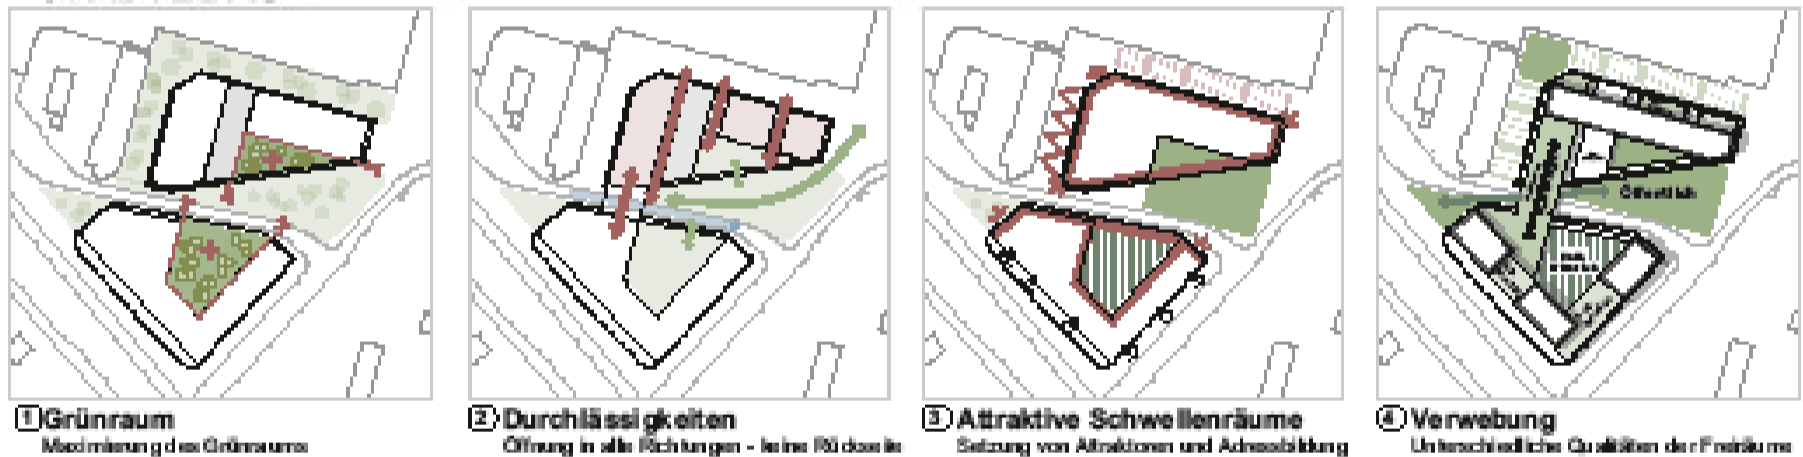 1 Grünraum
Maximierung des Grünraums
2 Durchlässigkeiten
Öffnung in alle Richtungen - keine Rückseite
3 Attraktive Schwellenräume
Setzung von Attraktoren und Adressbildung
4 Verwebung
Unterschiedliche Qualitäten der Freiräume
Öffentlich